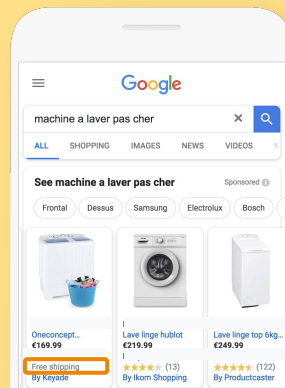 Google
machine a laver pas cher
ALL SHOPPING IMAGES NEWS VIDEOS
See machine a laver pas cher Sponsored
Frontal Dessus Samsung Electrolux Bosch
Oneconcept... Lave linge hublot Lave linge top 6kg...
€169.99 €219.99 €249.99
Free shipping (13) (122)
By Keyade By Ikom Shopping By Productcaster